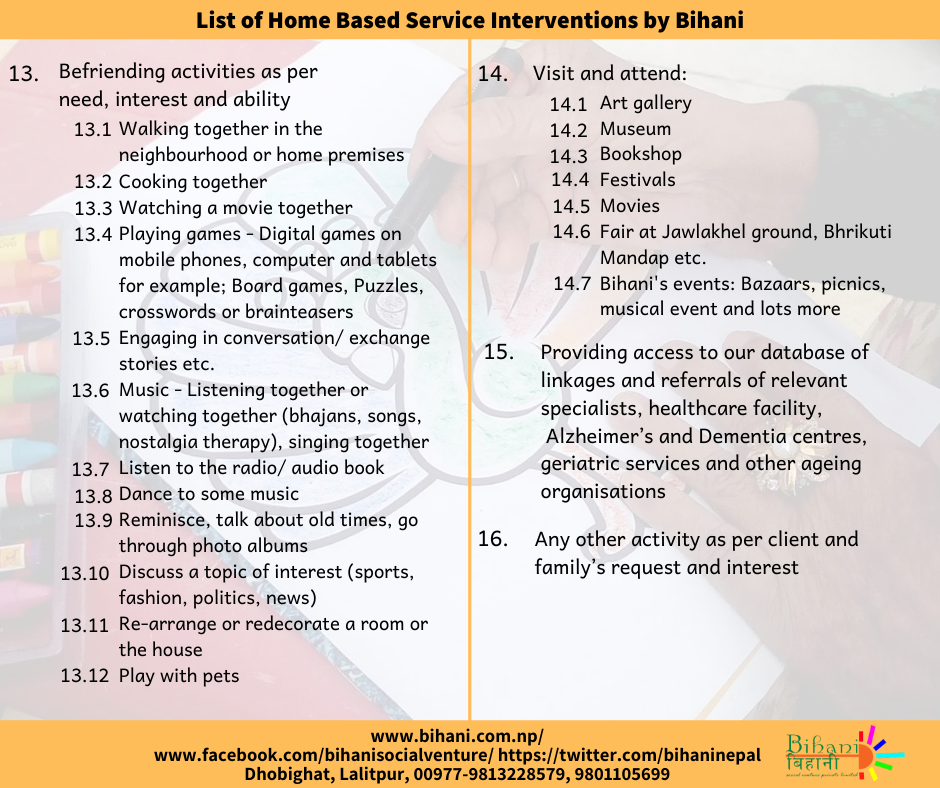 List of Home Based Service Interventions by Bihani
13. Befriending activities as per
need, interest and ability
13.1 Walking together in the
neighbourhood or home premises
13.2 Cooking together
13.3 Watching a movie together
13.4 Playing games - Digital games on
mobile phones, computer and tablets
for example; Board games, Puzzles,
crosswords or brainteasers
13.5 Engaging in conversation/ exchange
stories etc.
13.6 Music - Listening together or
watching together (bhajans, songs,
nostalgia therapy), singing together
13.7 Listen to the radio/ audio book
13.8 Dance to some music
13.9 Reminisce, talk about old times, go
through photo albums
13.10 Discuss a topic of interest (sports,
fashion, politics, news)
13.11 Re-arrange or redecorate a room or
the house
13.12 Play with pets
14. Visit and attend:
14.1 Art gallery
14.2 Museum
14.3 Bookshop
14.4 Festivals
14.5 Movies
14.6 Fair at Jawlakhel ground, Bhrikuti
Mandap etc.
14.7 Bihani's events: Bazaars, picnics,
musical event and lots more
15. Providing access to our database of
linkages and referrals of relevant
specialists, healthcare facility,
Alzheimer's and Dementia centres,
geriatric services and other ageing
organisations
16. Any other activity as per client and
family's request and interest
www.bihani.com.np/
www.facebook.com/bihanisocialventure/ https://twitter.com/bihaninepal
Dhobighat, Lalitpur, 00977-9813228579, 9801105699
Bihani
बिहानी
social venture private limited